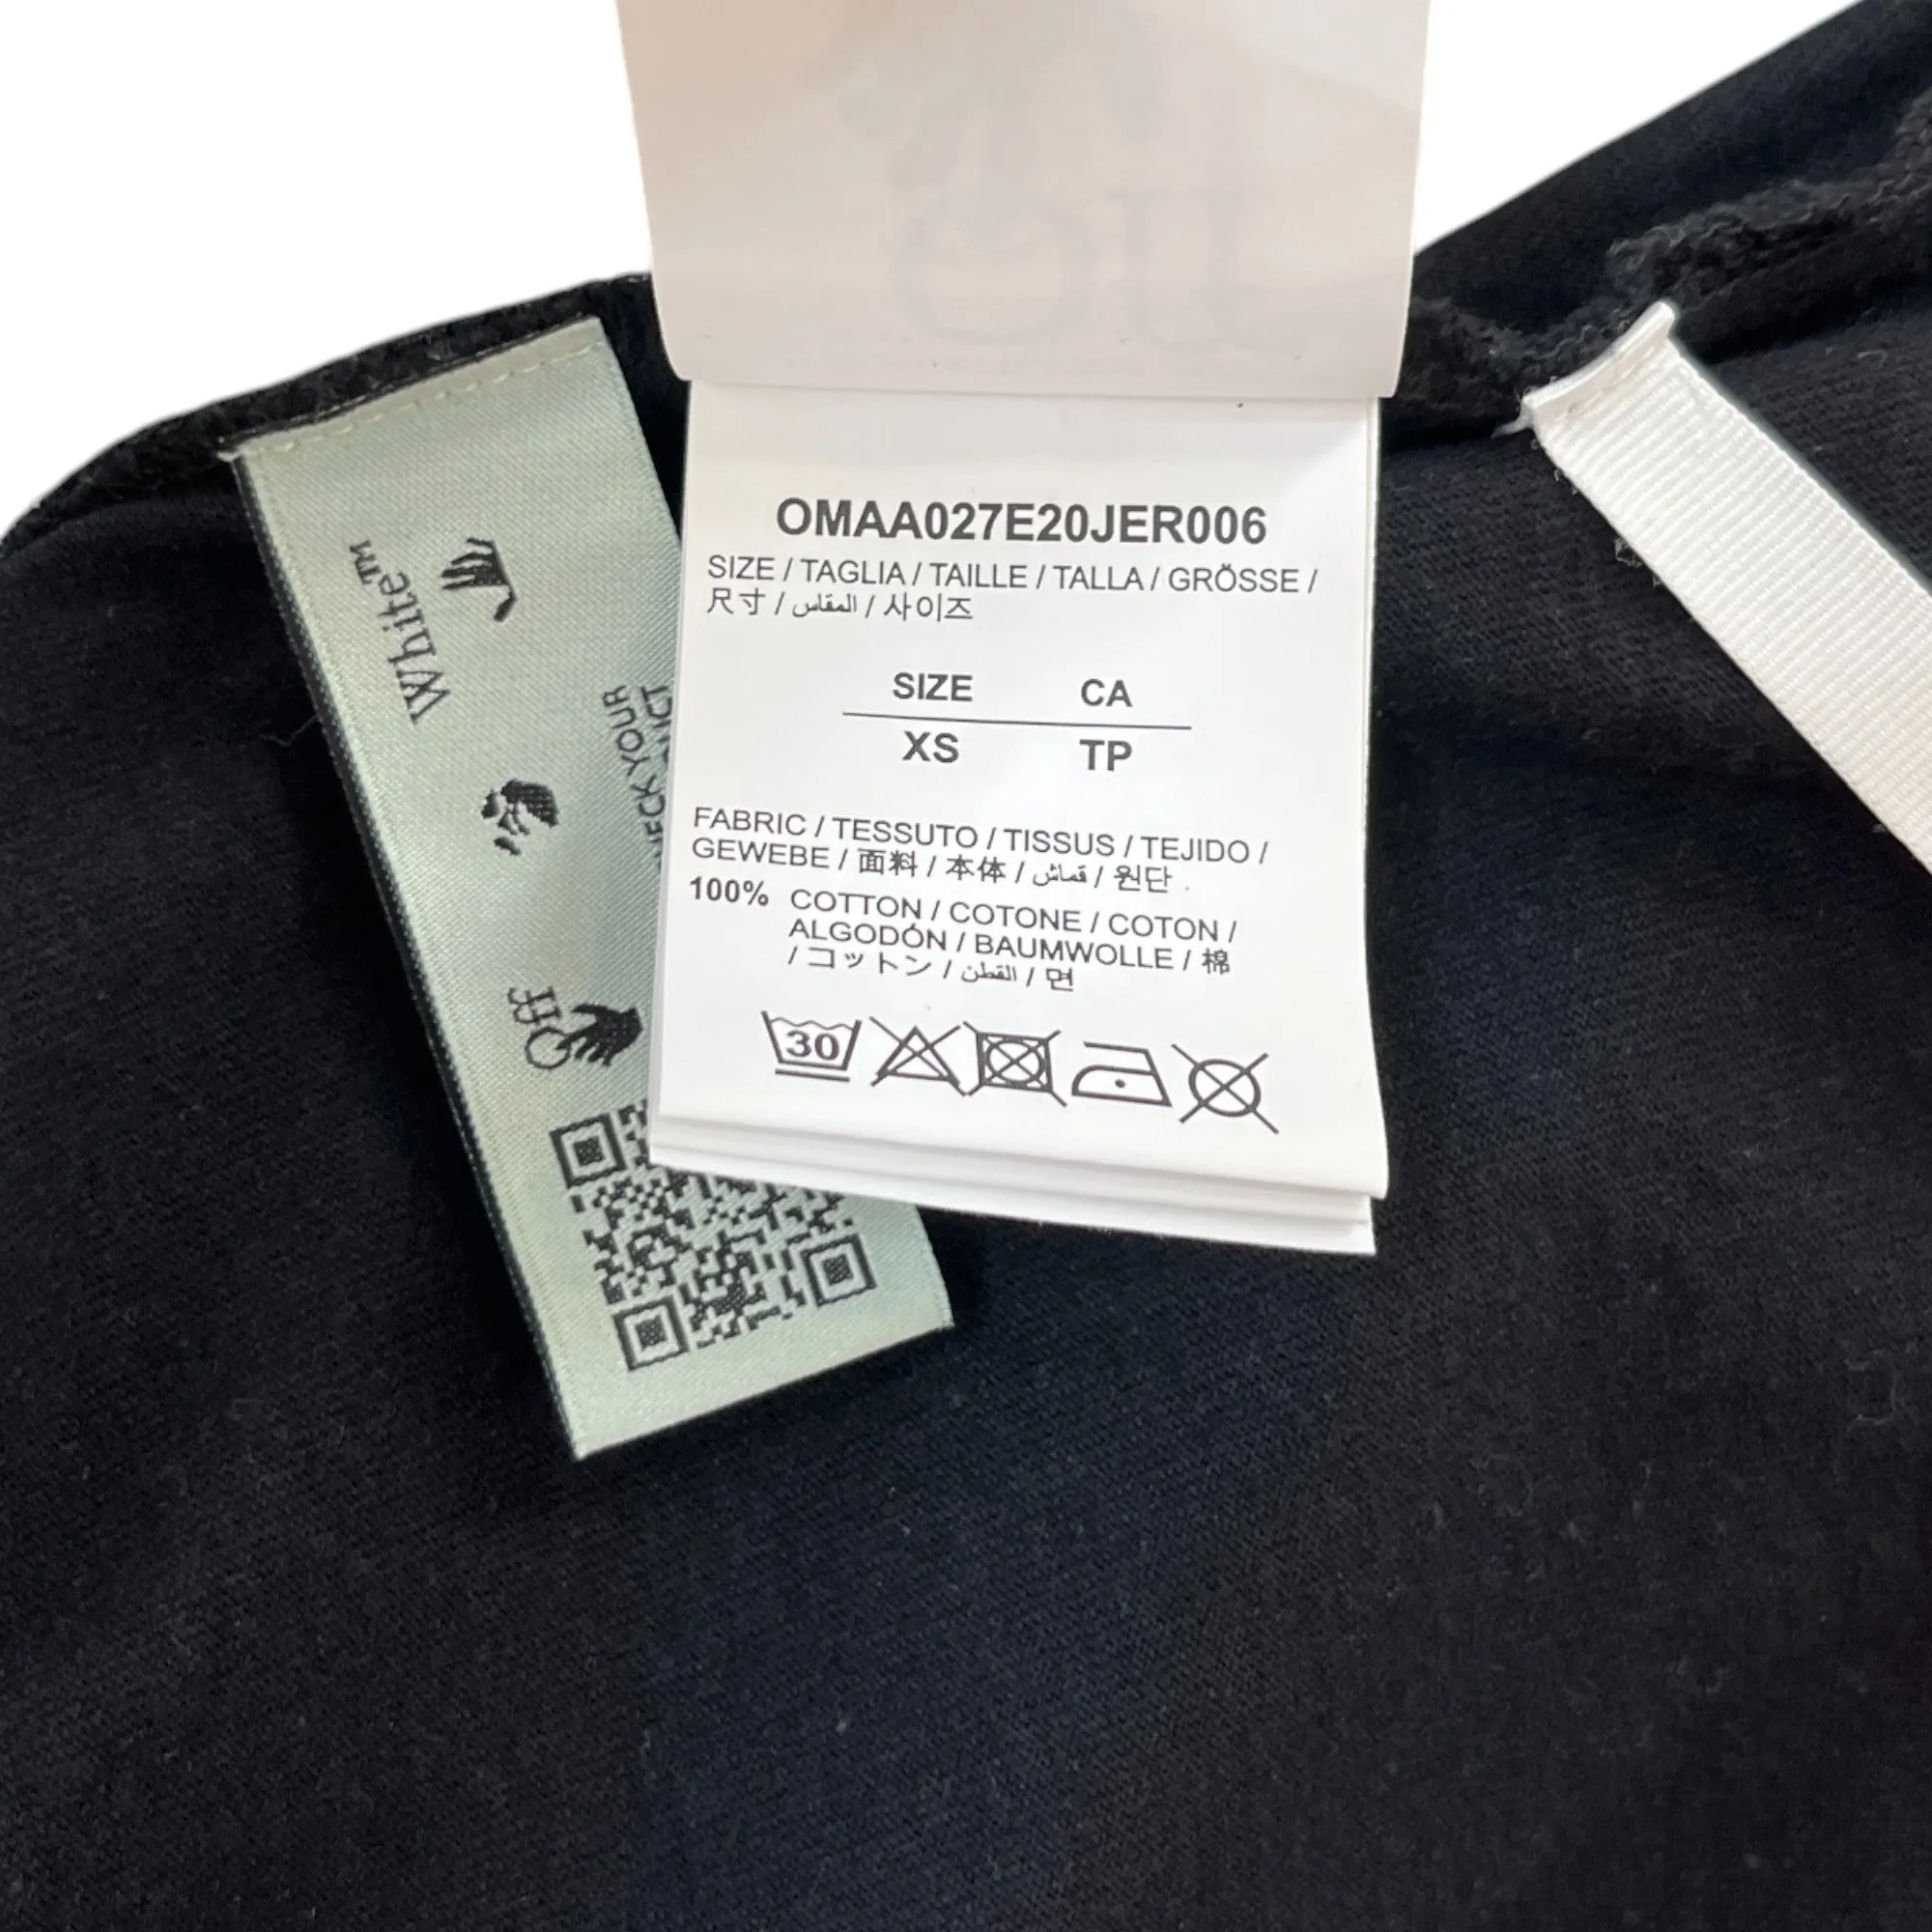 OMAA027E20JER006
SIZE / TAGLIA / TAILLE / TALLA / GRÖSSE /
尺寸 / المقاس / 사이즈
SIZE CA
XS TP
FABRIC / TESSUTO / TISSUS / TEJIDO /
GEWEBE / 面料 / 本体 / قماش / 원단
100% COTTON / COTONE / COTON /
ALGODÓN / BAUMWOLLE / 棉
/ コットン / القطن / 면
30
Off
White™
YOUR